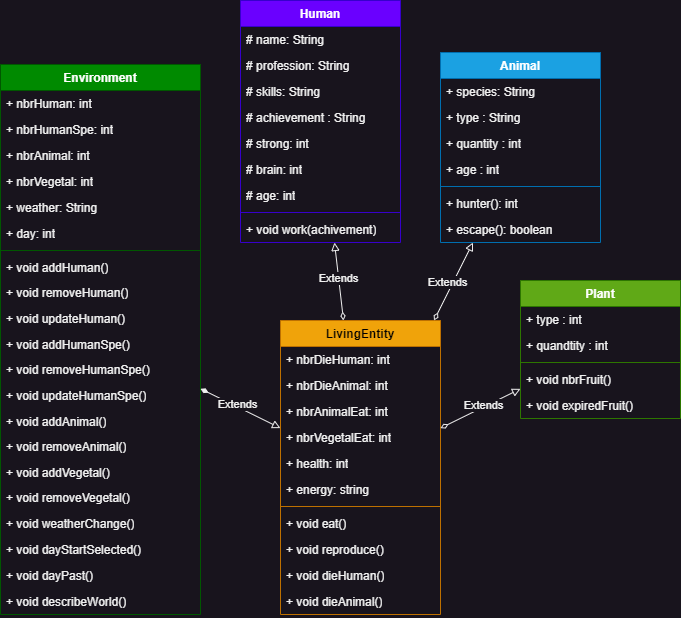 Environment
+ nbrHuman: int
+ nbrHumanSpe: int
+ nbrAnimal: int
+ nbrVegetal: int
+ weather: String
+ day: int
+ void addHuman()
+ void removeHuman()
+ void updateHuman()
+ void addHumanSpe()
+ void removeHumanSpe()
+ void updateHumanSpe()
+ void addAnimal()
+ void removeAnimal()
+ void addVegetal()
+ void removeVegetal()
+ void weatherChange()
+ void dayStartSelected()
+ void dayPast()
+ void describeWorld()
Human
# name: String
# profession: String
# skills: String
# achievement : String
# strong: int
# brain: int
# age: int
+ void work(achivement)
Animal
+ species: String
+ type : String
+ quantity : int
+ age : int
+ hunter(): int
+ escape(): boolean
Extends
Extends
Extends
Extends
LivingEntity
+ nbrDieHuman: int
+ nbrDieAnimal: int
+ nbrAnimalEat: int
+ nbrVegetalEat: int
+ health: int
+ energy: string
+ void eat()
+ void reproduce()
+ void dieHuman()
+ void dieAnimal()
Plant
+ type : int
+ quandtity : int
+ void nbrFruit()
+ void expiredFruit()